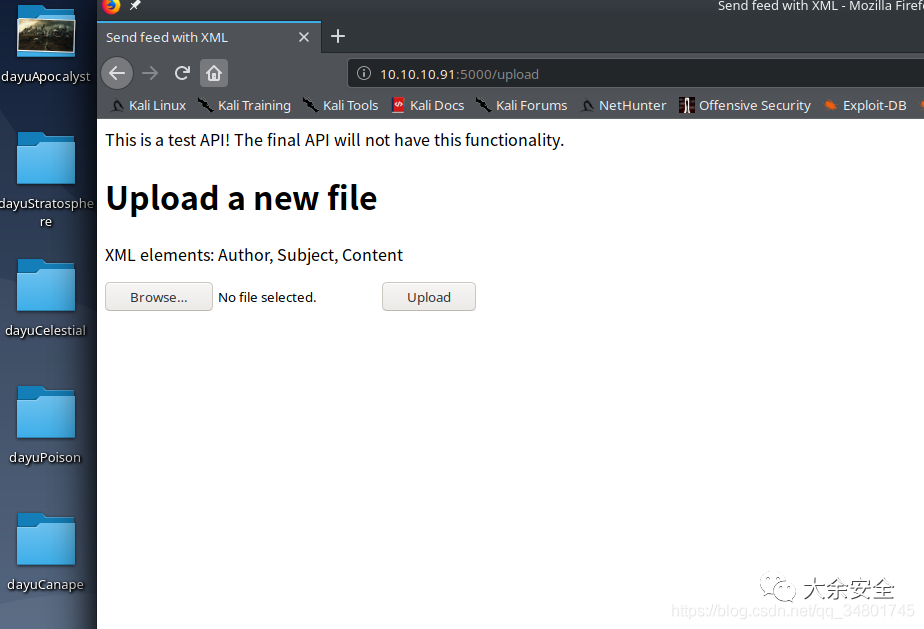 Send feed with XML - Mozilla Firef
Send feed with XML
10.10.10.91:5000/upload
Kali Linux Kali Training Kali Tools Kali Docs Kali Forums NetHunter Offensive Security Exploit-DB
This is a test API! The final API will not have this functionality.
Upload a new file
XML elements: Author, Subject, Content
Browse... No file selected. Upload
dayuApocalyst
dayuStratosphe
re
dayuCelestial
dayuPoison
dayuCanape
大余安全
https://blog.csdn.net/qq_34801745